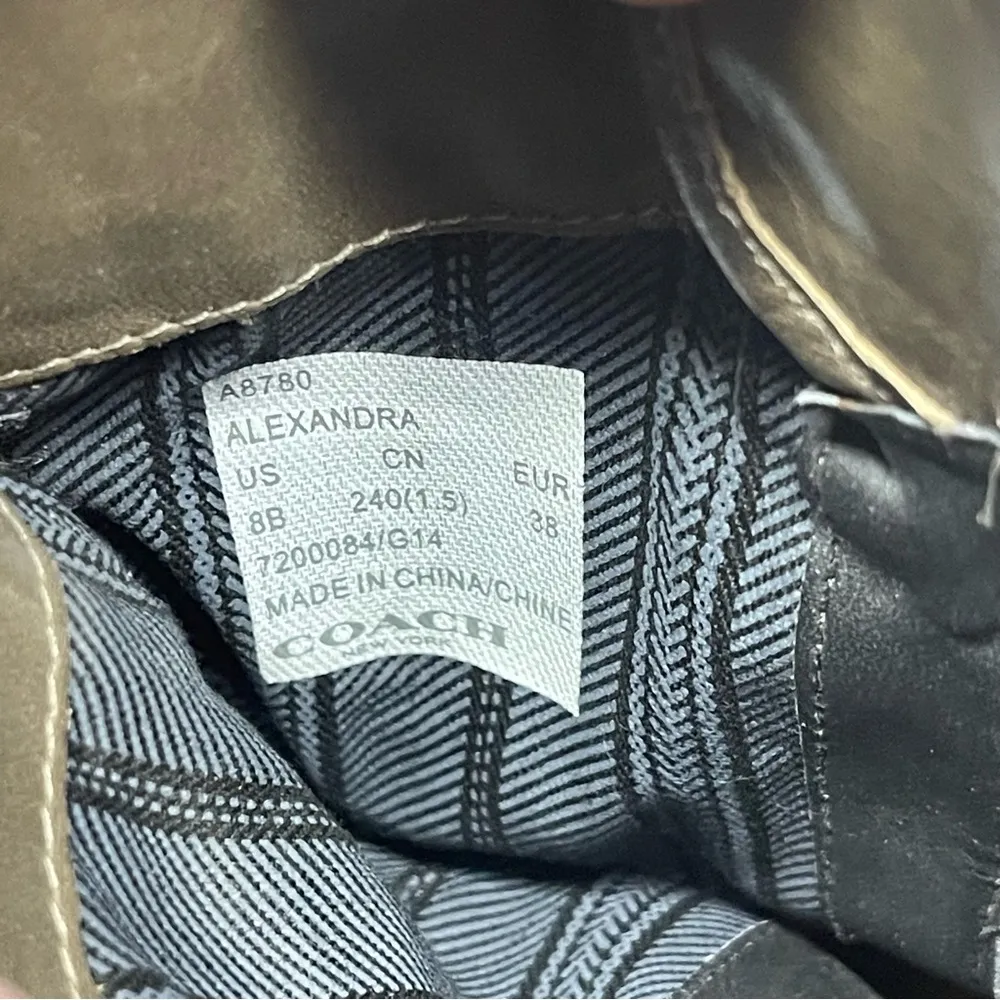 A8780
ALEXANDRA
US CN EUR
8B 240(1.5) 38
7200084/G14
MADE IN CHINA/CHINE
COACH
NEW YORK